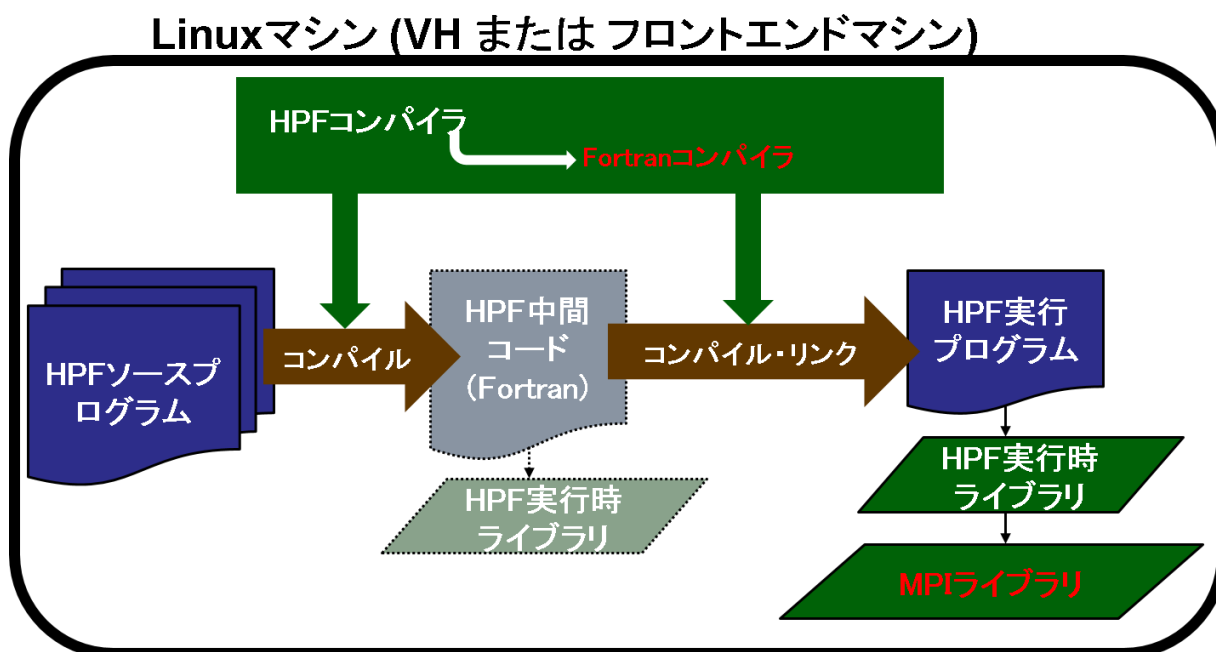 Linuxマシン (VH または フロントエンドマシン)
HPFコンパイラ
Fortranコンパイラ
HPFソースプ
ログラム
コンパイル
HPF中間
コード
(Fortran)
コンパイル・リンク
HPF実行
プログラム
HPF実行時
ライブラリ
HPF実行時
ライブラリ
MPIライブラリ